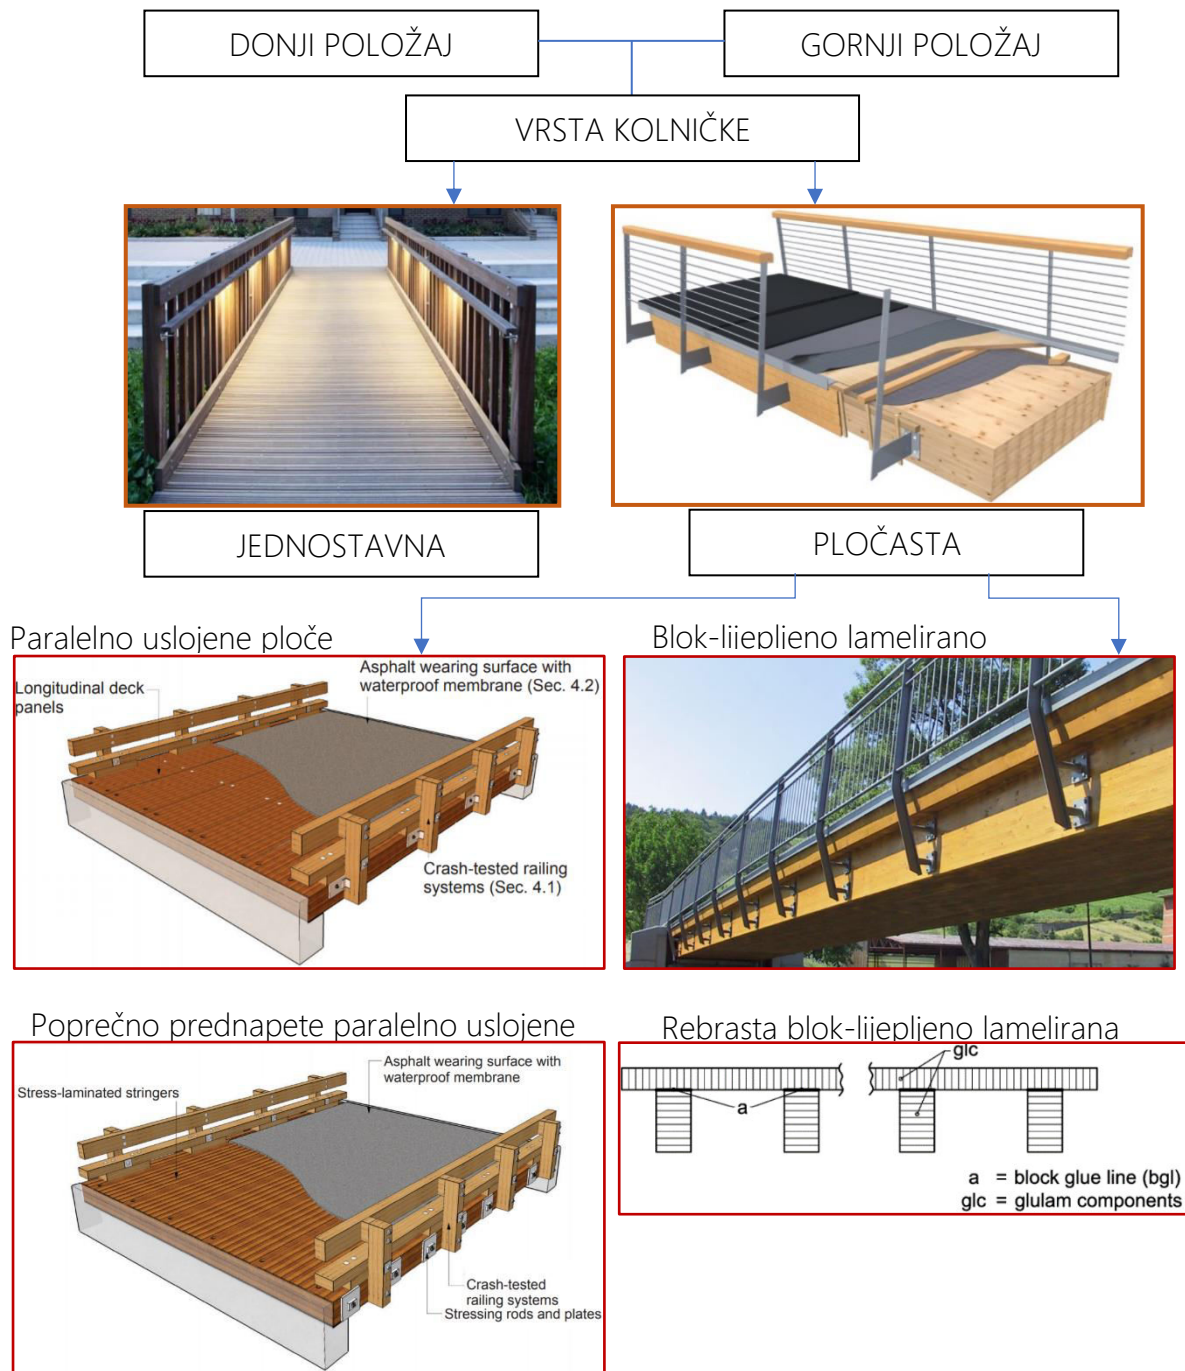 DONJI POLOŽAJ
GORNJI POLOŽAJ
VRSTA KOLNIČKE
JEDNOSTAVNA
PLOČASTA
Paralelno uslojene ploče
Blok-lijepljeno lamelirano
Longitudinal deck
panels
Asphalt wearing surface with
waterproof membrane (Sec. 4.2)
Crash-tested railing
systems (Sec. 4.1)
Poprečno prednapete paralelno uslojene
Rebrasta blok-lijepljeno lamelirana
Stress-laminated stringers
Asphalt wearing surface with
waterproof membrane
Crash-tested
railing systems
Stressing rods and plates
glc
a
a = block glue line (bgl)
glc = glulam components